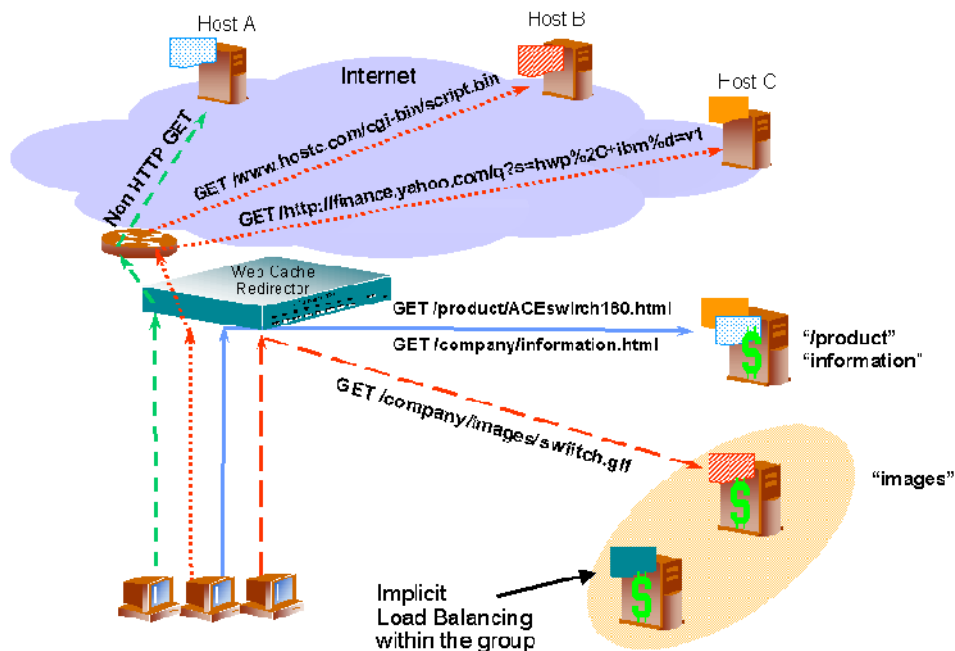 Host A
Host B
Host C
Internet
Non HTTP GET
GET /www.hostc.com/cgi-bin/script.bin
GET /http://finance.yahoo.com/q?s=hwp%2C+ibm%d=v1
Web Cache
Redirector
GET /product/ACEswirch180.html
GET /company/information.html
"/product"
"information"
GET /company/images/swiitch.gif
"images"
Implicit
Load Balancing
within the group